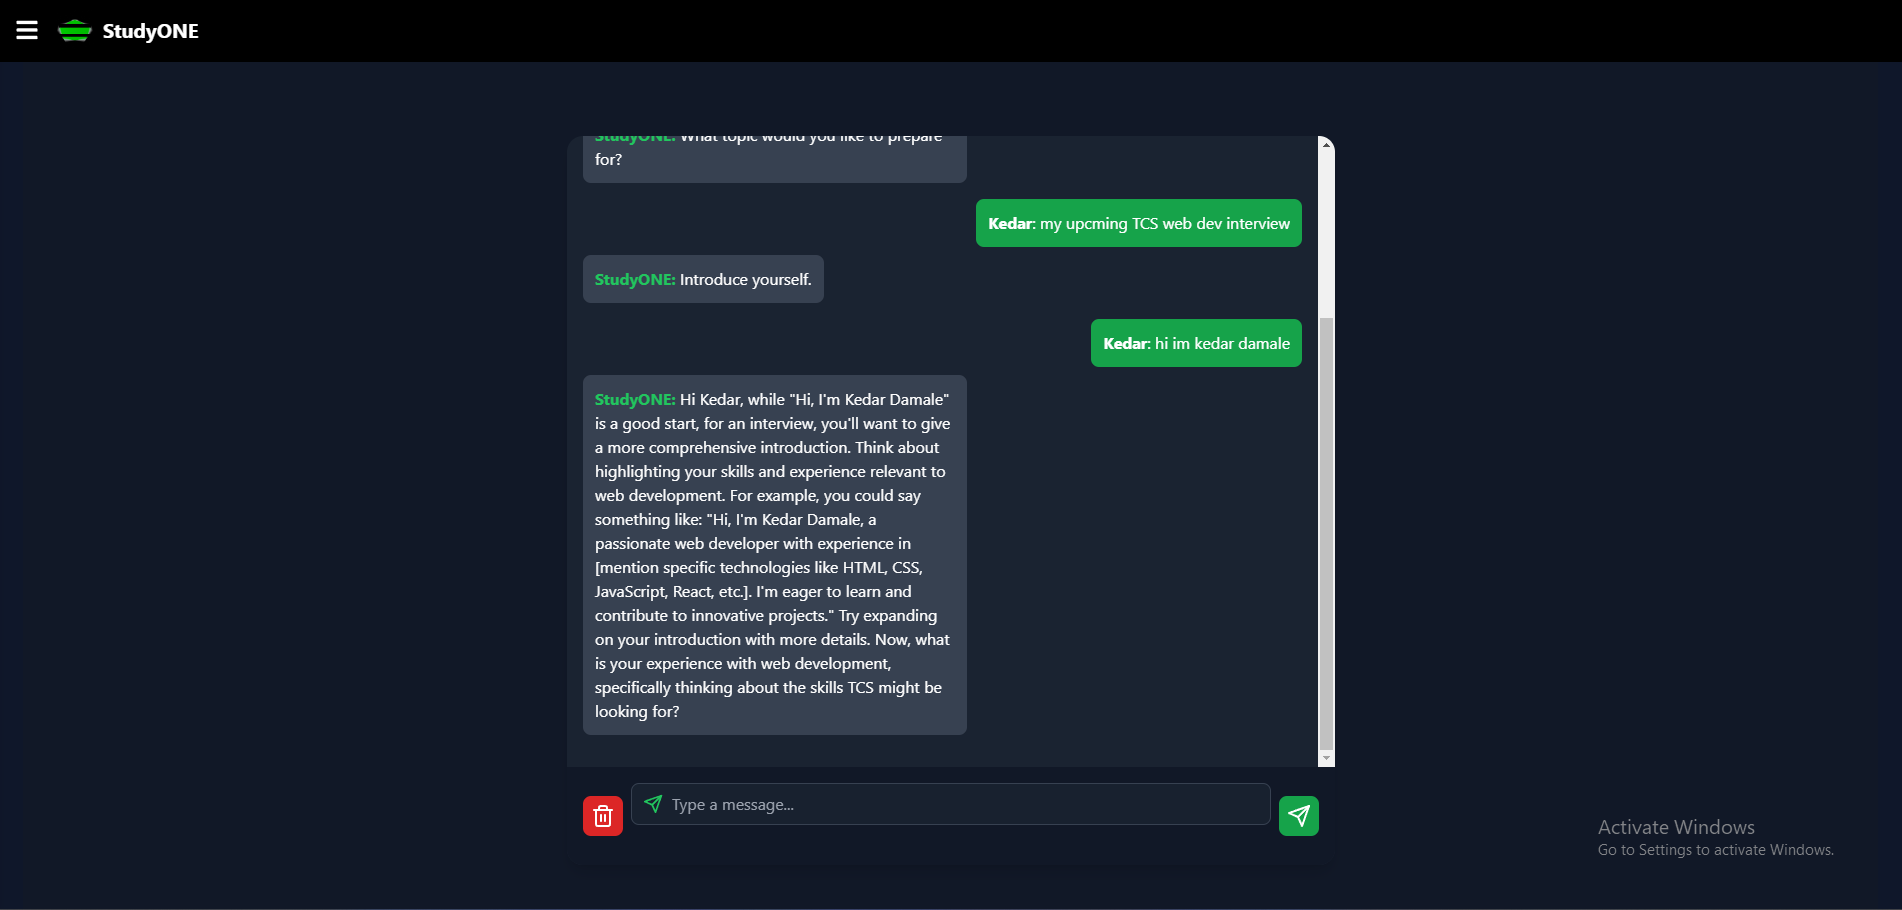 StudyONE
StudyONE: What topic would you like to prepare
for?
Kedar: my upcming TCS web dev interview
StudyONE: Introduce yourself.
Kedar: hi im kedar damale
StudyONE: Hi Kedar, while "Hi, I'm Kedar Damale"
is a good start, for an interview, you'll want to give
a more comprehensive introduction. Think about
highlighting your skills and experience relevant to
web development. For example, you could say
something like: "Hi, I'm Kedar Damale, a
passionate web developer with experience in
[mention specific technologies like HTML, CSS,
JavaScript, React, etc.]. I'm eager to learn and
contribute to innovative projects." Try expanding
on your introduction with more details. Now, what
is your experience with web development,
specifically thinking about the skills TCS might be
looking for?
Type a message...
Activate Windows
Go to Settings to activate Windows.